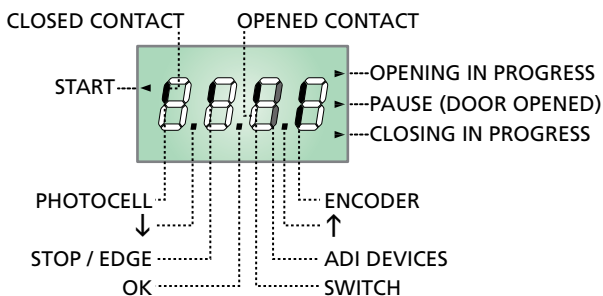 CLOSED CONTACT OPENED CONTACT
START
OPENING IN PROGRESS
PAUSE (DOOR OPENED)
CLOSING IN PROGRESS
PHOTOCELL ENCODER
↓ ↑
STOP / EDGE ADI DEVICES
OK SWITCH